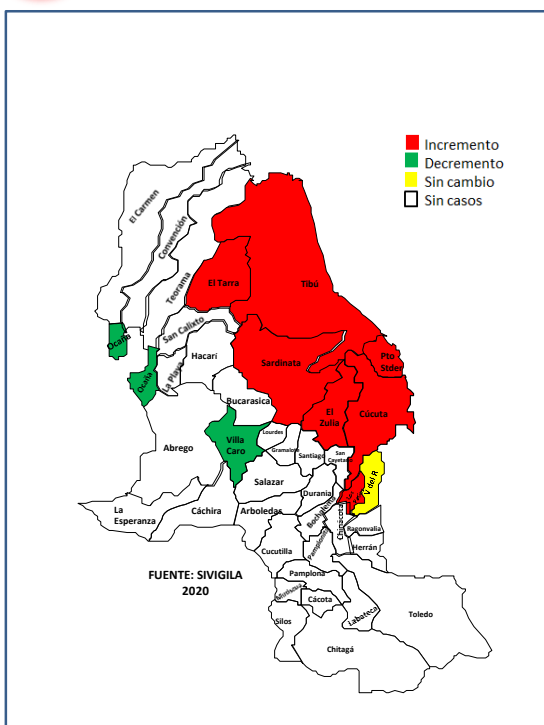 Incremento
Decremento
Sin cambio
Sin casos
El Carmen
Convención
Teorama
El Tarra
Tibú
Ocaña
San Calixto
Hacarí
La Playa
Ocaña
Sardinata
Pto
Stder
Bucarasica
El
Zulia
Cúcuta
Villa
Caro
Lourdes
Gramalote
Santiago
San
Cayetano
Abrego
V del R
Salazar
Durania
La
Esperanza
Cáchira
Arboledas
Bochalema
Chinácota
Ragonvalia
Cucutilla
Pamplonita
Herrán
FUENTE: SIVIGILA
2020
Pamplona
Mutiscua
Cácota
Silos
Labateca
Toledo
Chitagá